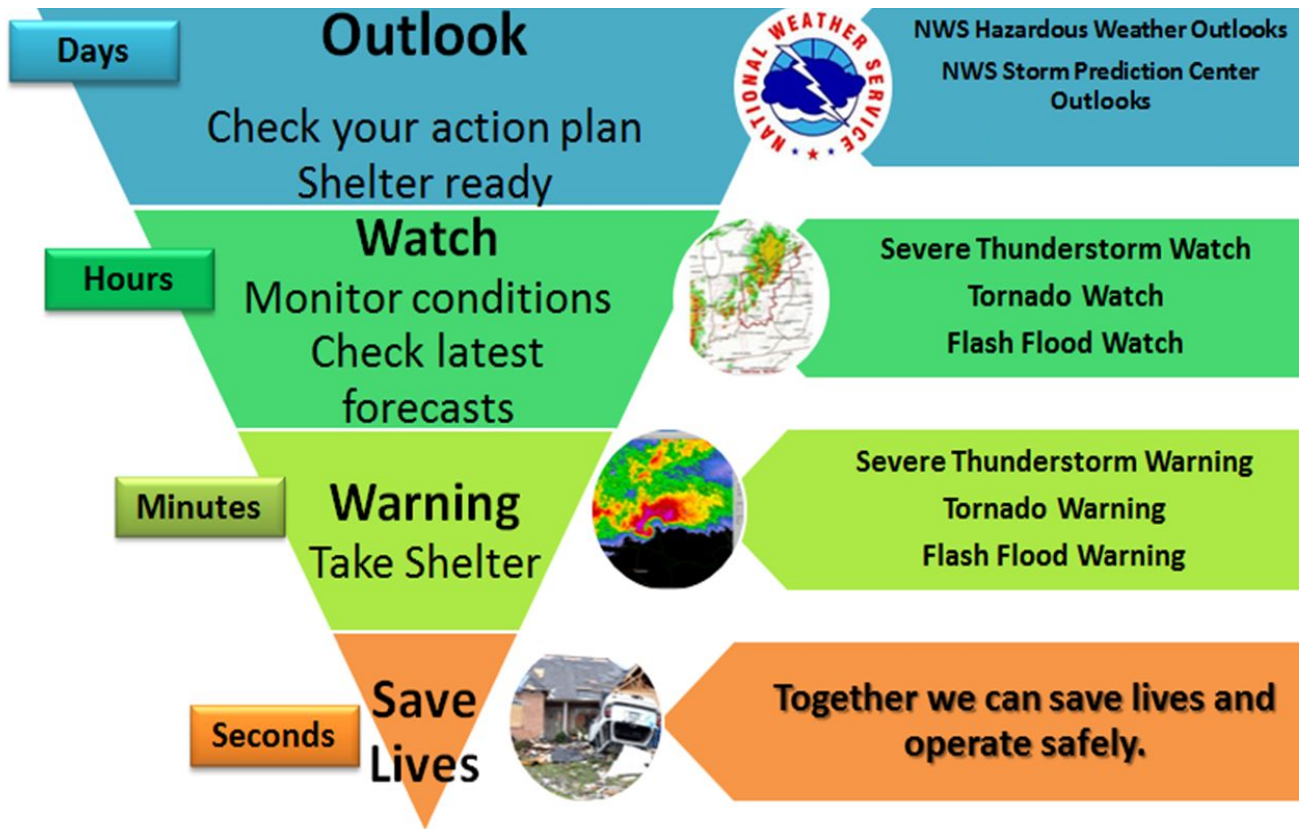 Days
Outlook
Check your action plan
Shelter ready
NATIONAL WEATHER SERVICE
NWS Hazardous Weather Outlooks
NWS Storm Prediction Center
Outlooks
Hours
Watch
Monitor conditions
Check latest
forecasts
Severe Thunderstorm Watch
Tornado Watch
Flash Flood Watch
Minutes
Warning
Take Shelter
Severe Thunderstorm Warning
Tornado Warning
Flash Flood Warning
Seconds
Save
Lives
Together we can save lives and
operate safely.